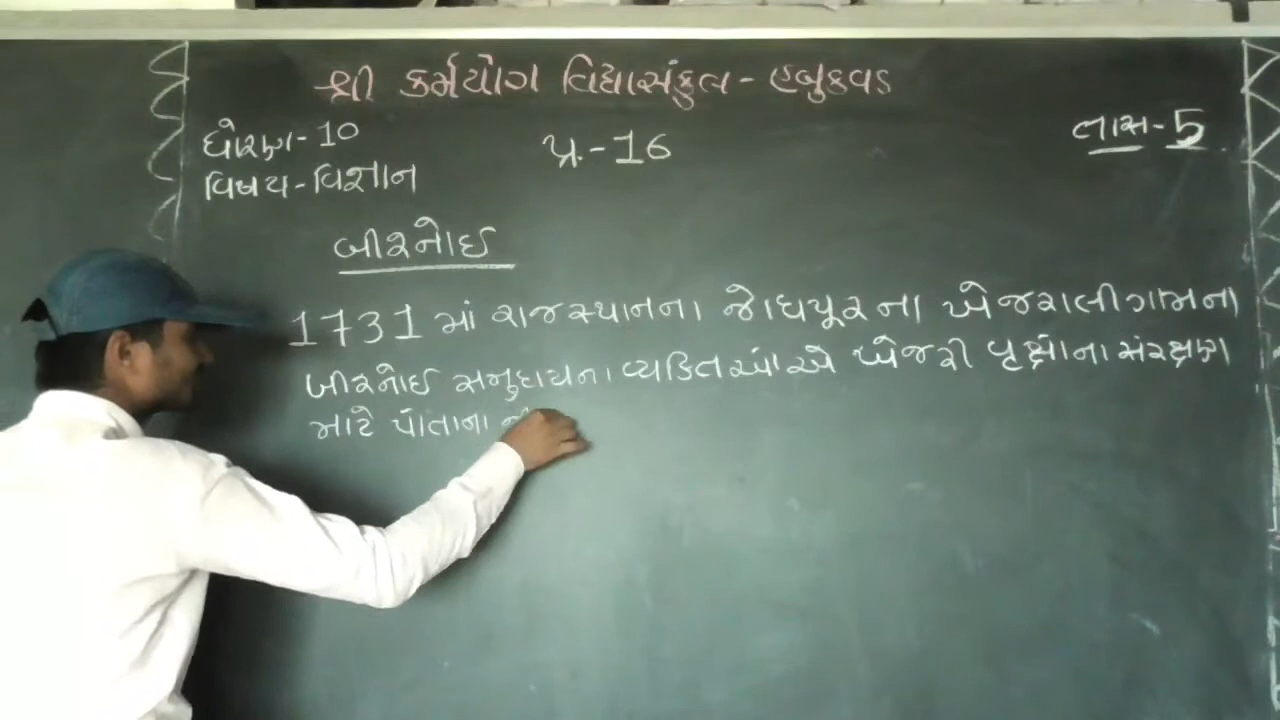 શ્રી કર્મયોગ વિદ્યાસંકુલ - હબુકવડ
ધોરણ - 10
પ્ર. - 16
તાસ - 5
વિષય - વિજ્ઞાન
બીશ્નોઈ
1731 માં રાજસ્થાનના જોધપૂરના ખેજરાલી ગામના
બીશ્નોઈ સમુદાયના વ્યકિતઓએ ખેજરી વૃક્ષોના સંરક્ષણ
માટે પોતાના